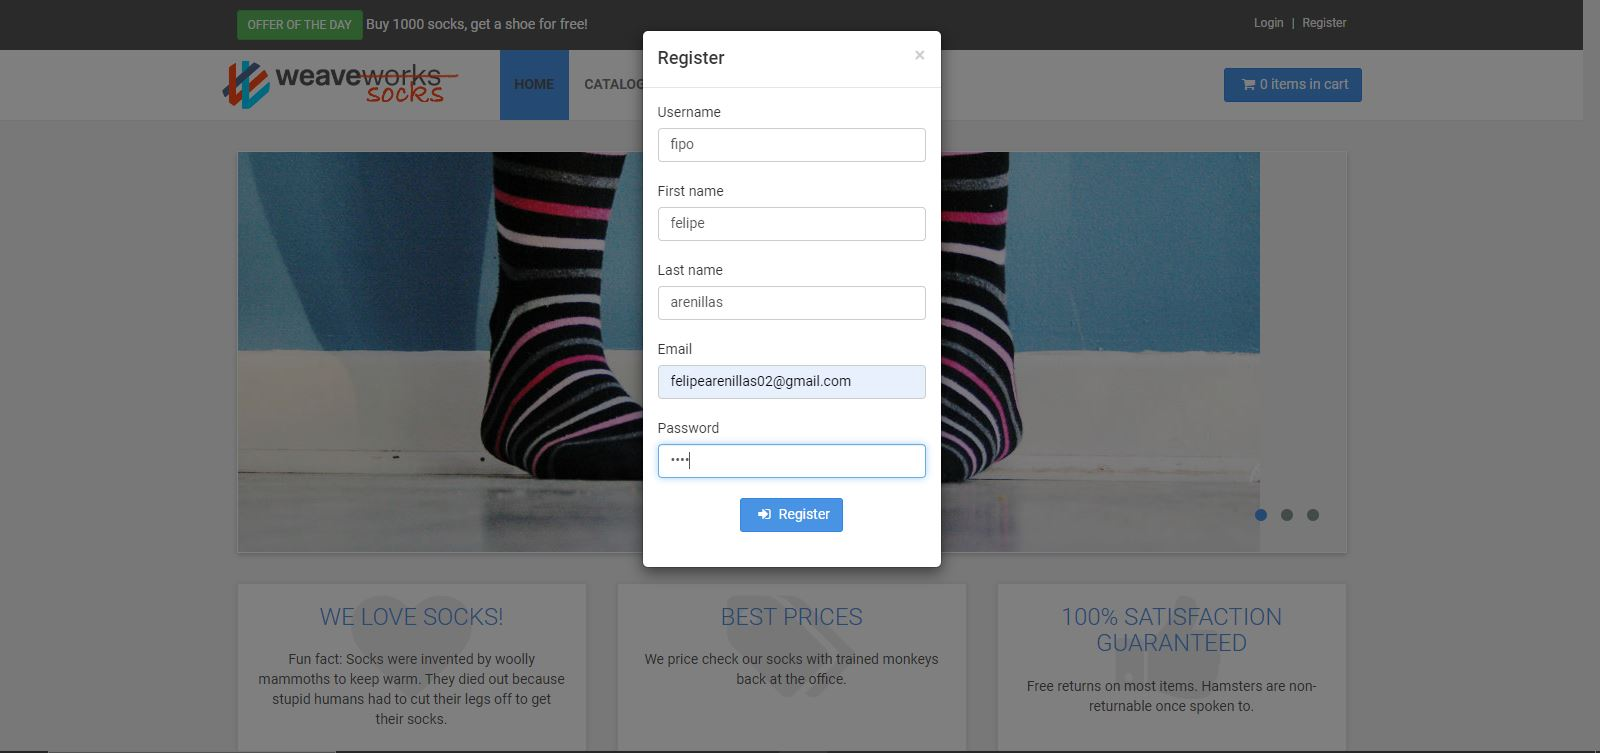 OFFER OF THE DAY Buy 1000 socks, get a shoe for free!
Login | Register
weaveworks
socks
HOME
CATALOG
0 items in cart
Register ×
Username
fipo
First name
felipe
Last name
arenillas
Email
felipearenillas02@gmail.com
Password
••••
Register
WE LOVE SOCKS!
Fun fact: Socks were invented by woolly
mammoths to keep warm. They died out because
stupid humans had to cut their legs off to get
their socks.
BEST PRICES
We price check our socks with trained monkeys
back at the office.
100% SATISFACTION
GUARANTEED
Free returns on most items. Hamsters are non-
returnable once spoken to.